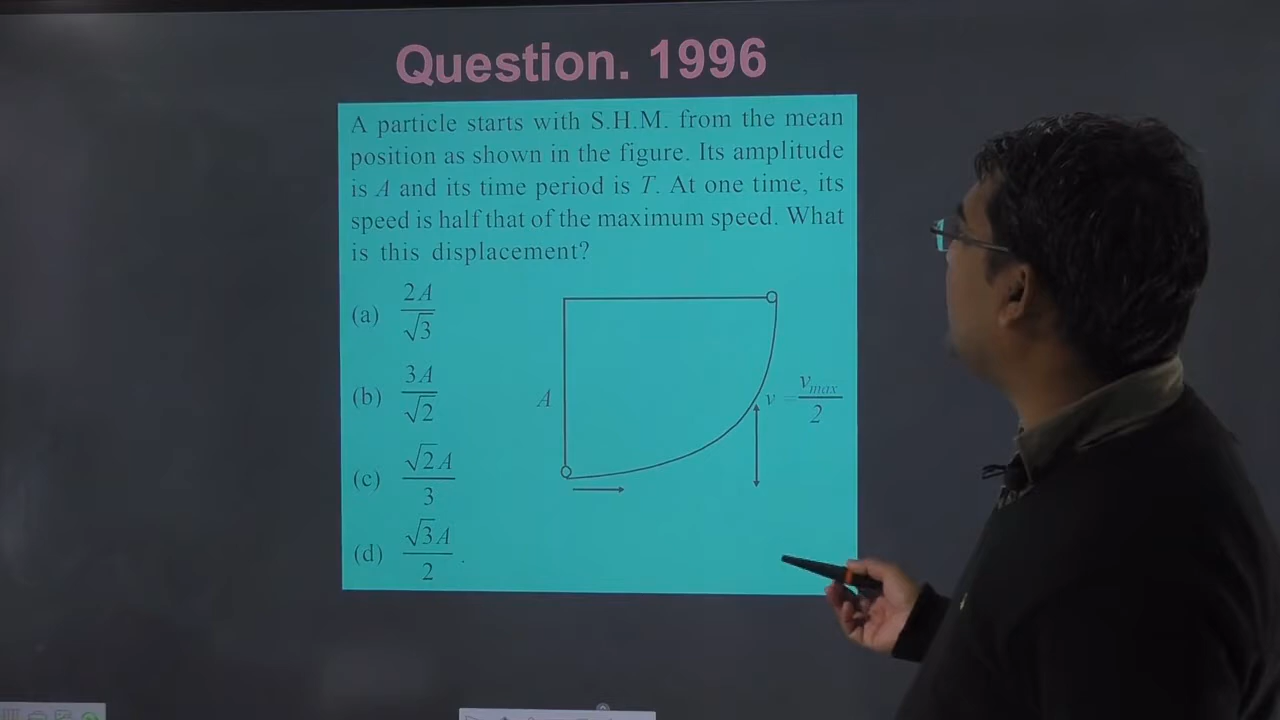 Question. 1996
A particle starts with S.H.M. from the mean
position as shown in the figure. Its amplitude
is A and its time period is T. At one time, its
speed is half that of the maximum speed. What
is this displacement?
(a) 2A/√3
(b) 3A/√2
(c) √2A/3
(d) √3A/2.
A
v = vmax/2